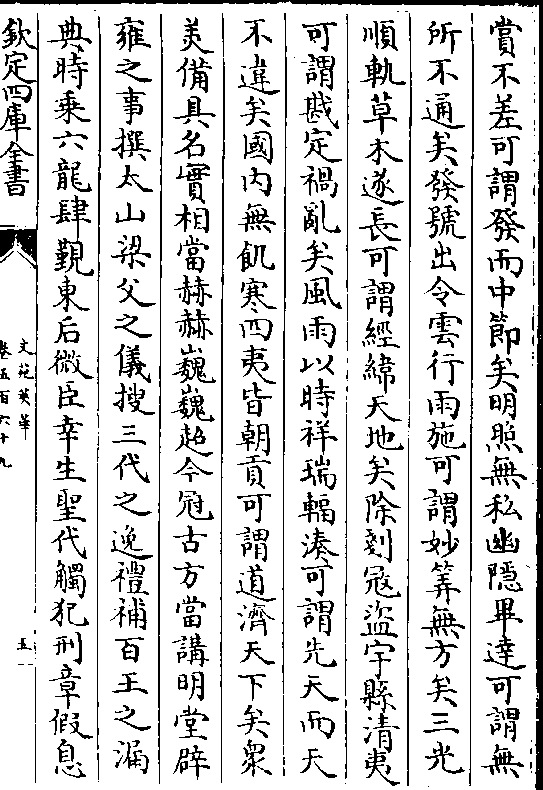 賞不差可謂發而中節矣明照無私幽隱畢達可謂無
所不通矣發號出令雲行雨施可謂妙筭無方矣三光
順軌草木遂長可謂經緯天地矣除剗冦盗宇縣清夷
可謂戡定禍亂矣風雨以時祥瑞輻湊可謂先天而天
不違矣國内無飢寒四夷皆朝貢可謂道濟天下矣衆
美備具名實相當赫赫巍巍超今冠古方當講明堂辟
雍之事撰太山梁父之儀搜三代之逸禮補百王之漏
典時乗六龍肆覲東后微臣幸生聖代觸犯刑章假息
欽定四庫全書
文苑英華
卷五百六十九
五